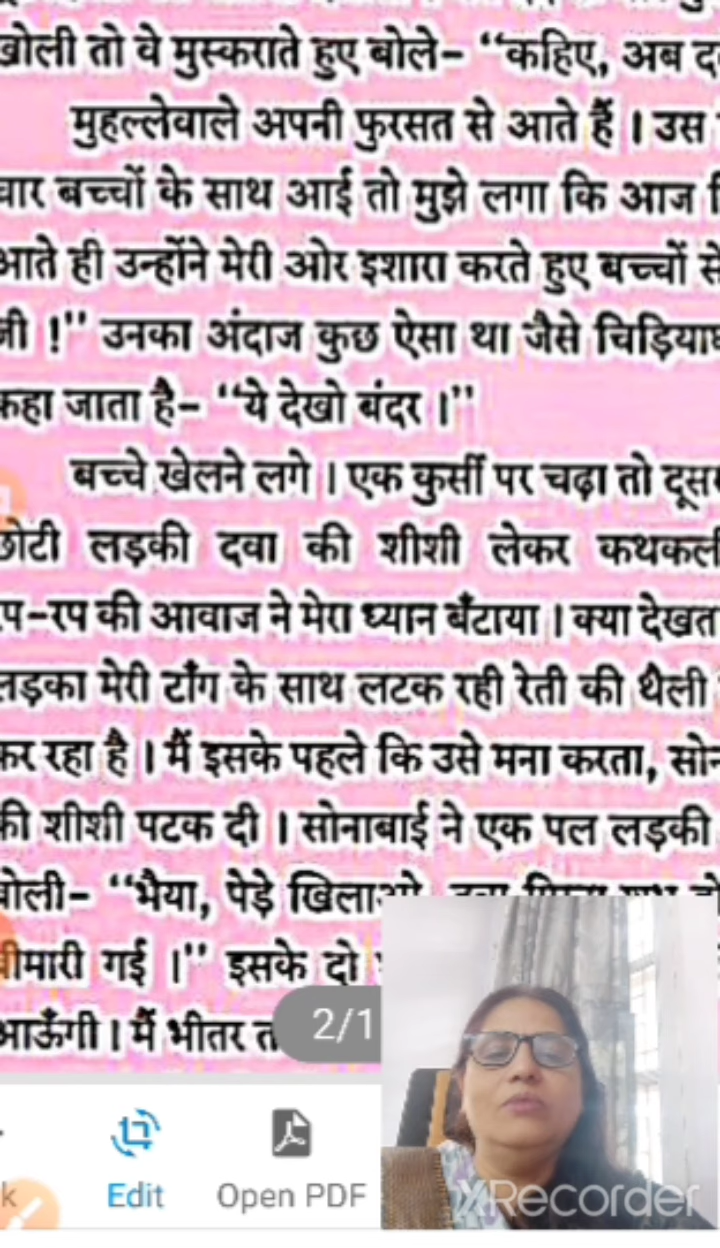 खोली तो वे मुस्कराते हुए बोले- “कहिए, अब
मुहल्लेवाले अपनी फुरसत से आते हैं । उस
चार बच्चों के साथ आई तो मुझे लगा कि आज
आते ही उन्होंने मेरी ओर इशारा करते हुए बच्चों से
जी !” उनका अंदाज कुछ ऐसा था जैसे
कहा जाता है- “ये देखो बंदर ।”
बच्चे खेलने लगे । एक कुर्सी पर चढ़ा तो
छोटी लड़की दवा की शीशी लेकर
रप-रप की आवाज ने मेरा ध्यान बँटाया । क्या
लड़का मेरी टाँग के साथ लटक रही रेती की थैली
कर रहा है । मैं इसके पहले कि उसे मना करता,
की शीशी पटक दी । सोनाबाई ने एक पल लड़की
बोली- “भैया, पेड़े
बीमारी गई ।” इसके दो
आऊँगी । मैं भीतर
2/1
Edit
Open PDF
XRecorder